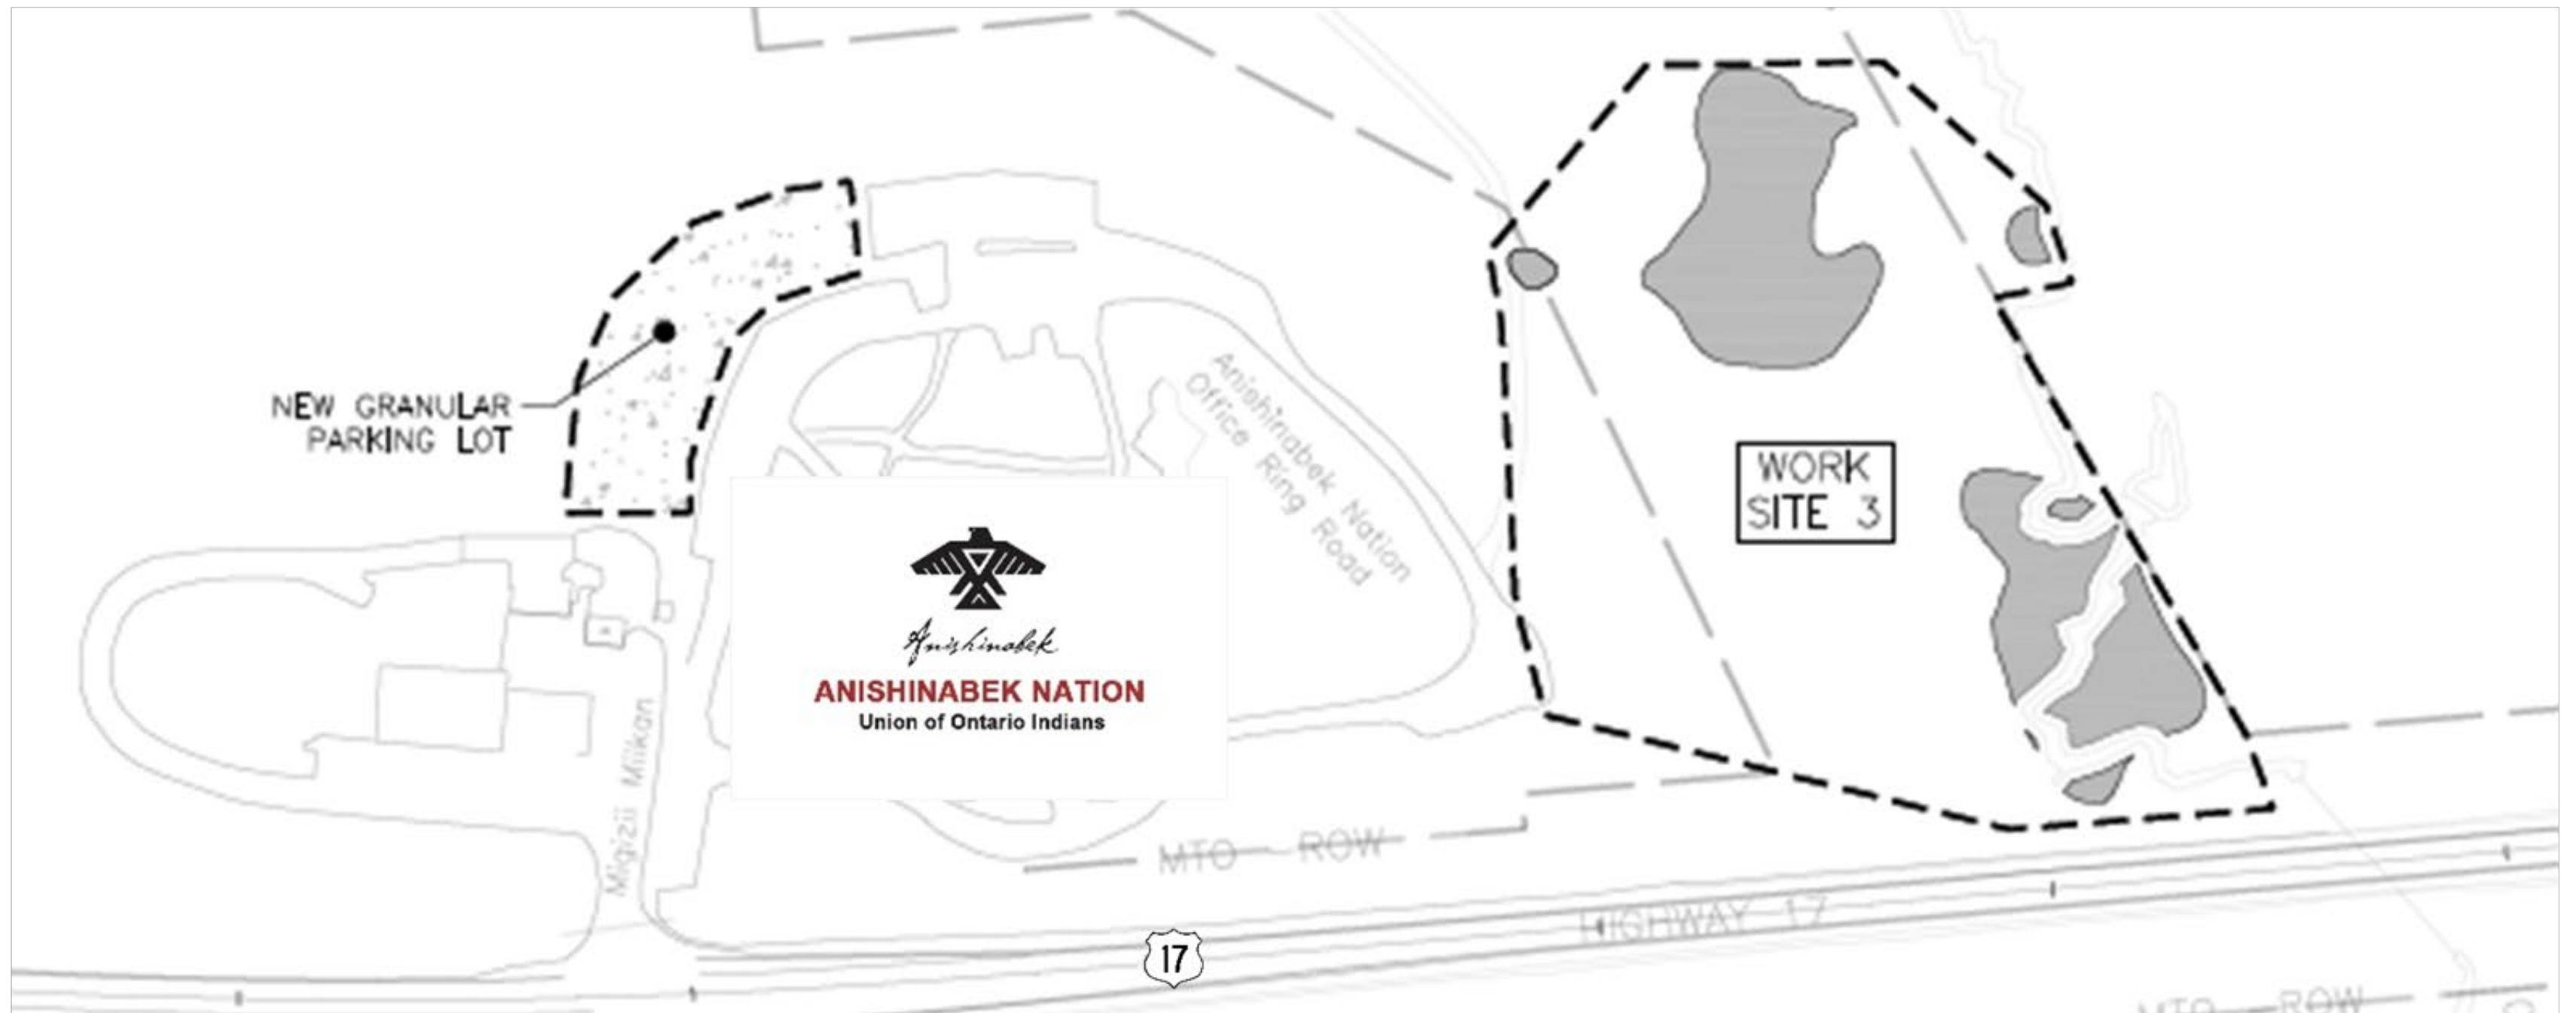 NEW GRANULAR
PARKING LOT
Anishinabek Nation
Office Ring Road
WORK
SITE 3
Anishinabek
ANISHINABEK NATION
Union of Ontario Indians
Migizii Miikan
MTO ROW
HIGHWAY 17
17
MTO ROW